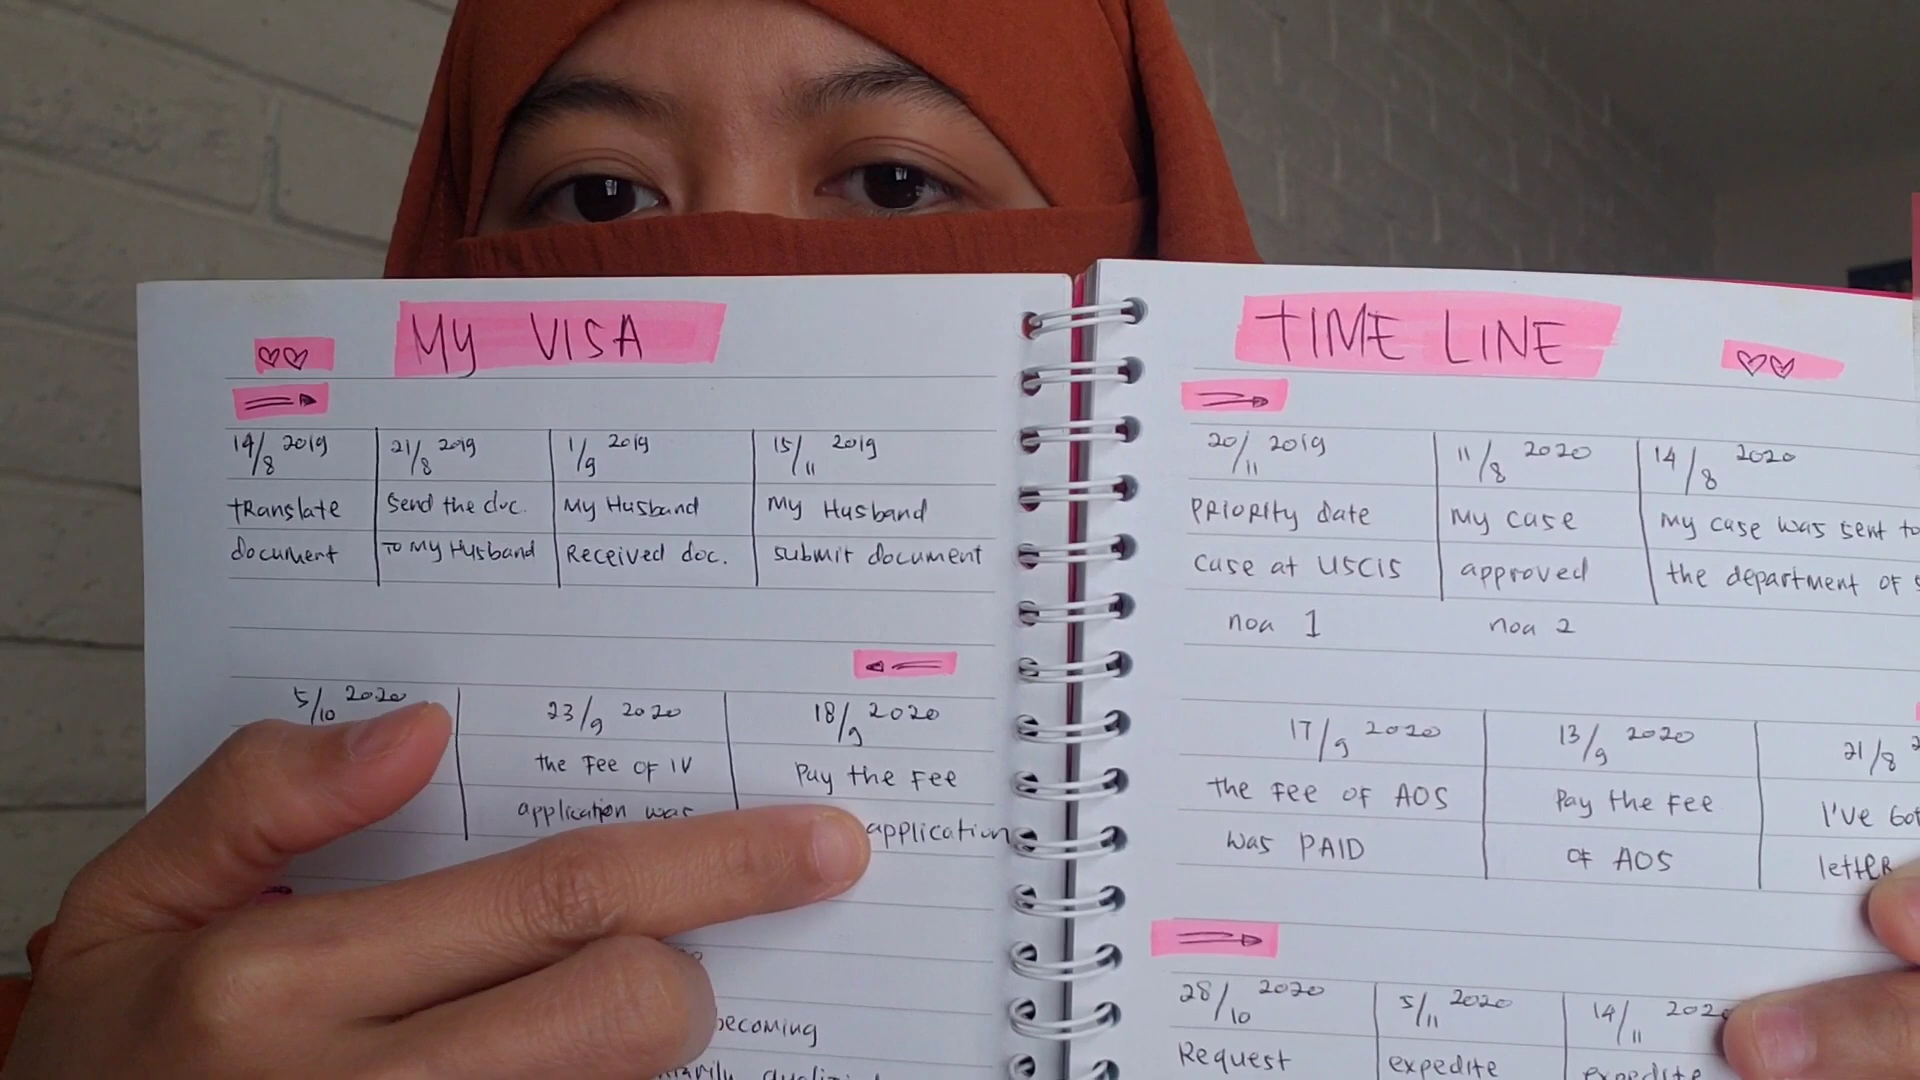 My VISA
TIME LINE
14/8 2019
21/8 2019
1/9 2019
15/11 2019
translate
Send the doc.
My Husband
My Husband
document
To My Husband
Received doc.
submit document
20/11 2019
11/8 2020
14/8 2020
PRIORITY date
My case
My case was sent to
case at USCIS
approved
the department of
noa 1
noa 2
5/10 2020
23/9 2020
18/9 2020
the Fee of IV
Pay the Fee
application was
application
17/9 2020
13/9 2020
21/8
the Fee of AOS
Pay the Fee
I've Got
was PAID
of AOS
letter
becoming
28/10 2020
5/11 2020
14/11 202
Request
expedite
expedite